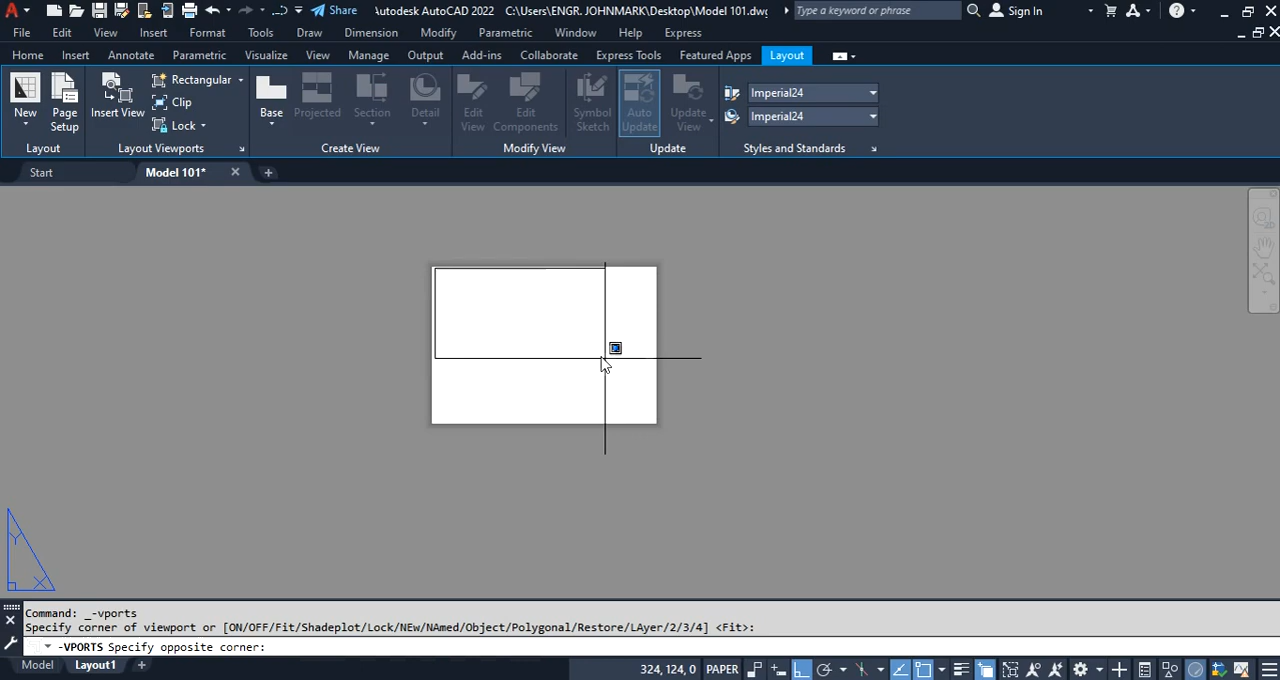 Share
Autodesk AutoCAD 2022 C:\Users\ENGR. JOHNMARK\Desktop\Model 101.dwg
Type a keyword or phrase
Sign In
File Edit View Insert Format Tools Draw Dimension Modify Parametric Window Help Express
Home Insert Annotate Parametric Visualize View Manage Output Add-ins Collaborate Express Tools Featured Apps Layout
New
Page Setup
Layout
Insert View
Rectangular
Clip
Lock
Layout Viewports
Base
Projected
Section
Detail
Create View
Edit View
Edit Components
Symbol Sketch
Modify View
Auto Update
Update View
Update
Imperial24
Imperial24
Styles and Standards
Start
Model 101*
Y
X
Command: _-vports
Specify corner of viewport or [ON/OFF/Fit/Shadeplot/Lock/NEw/NAmed/Object/Polygonal/Restore/LAyer/2/3/4] <Fit>:
-VPORTS Specify opposite corner:
Model Layout1
324, 124, 0 PAPER